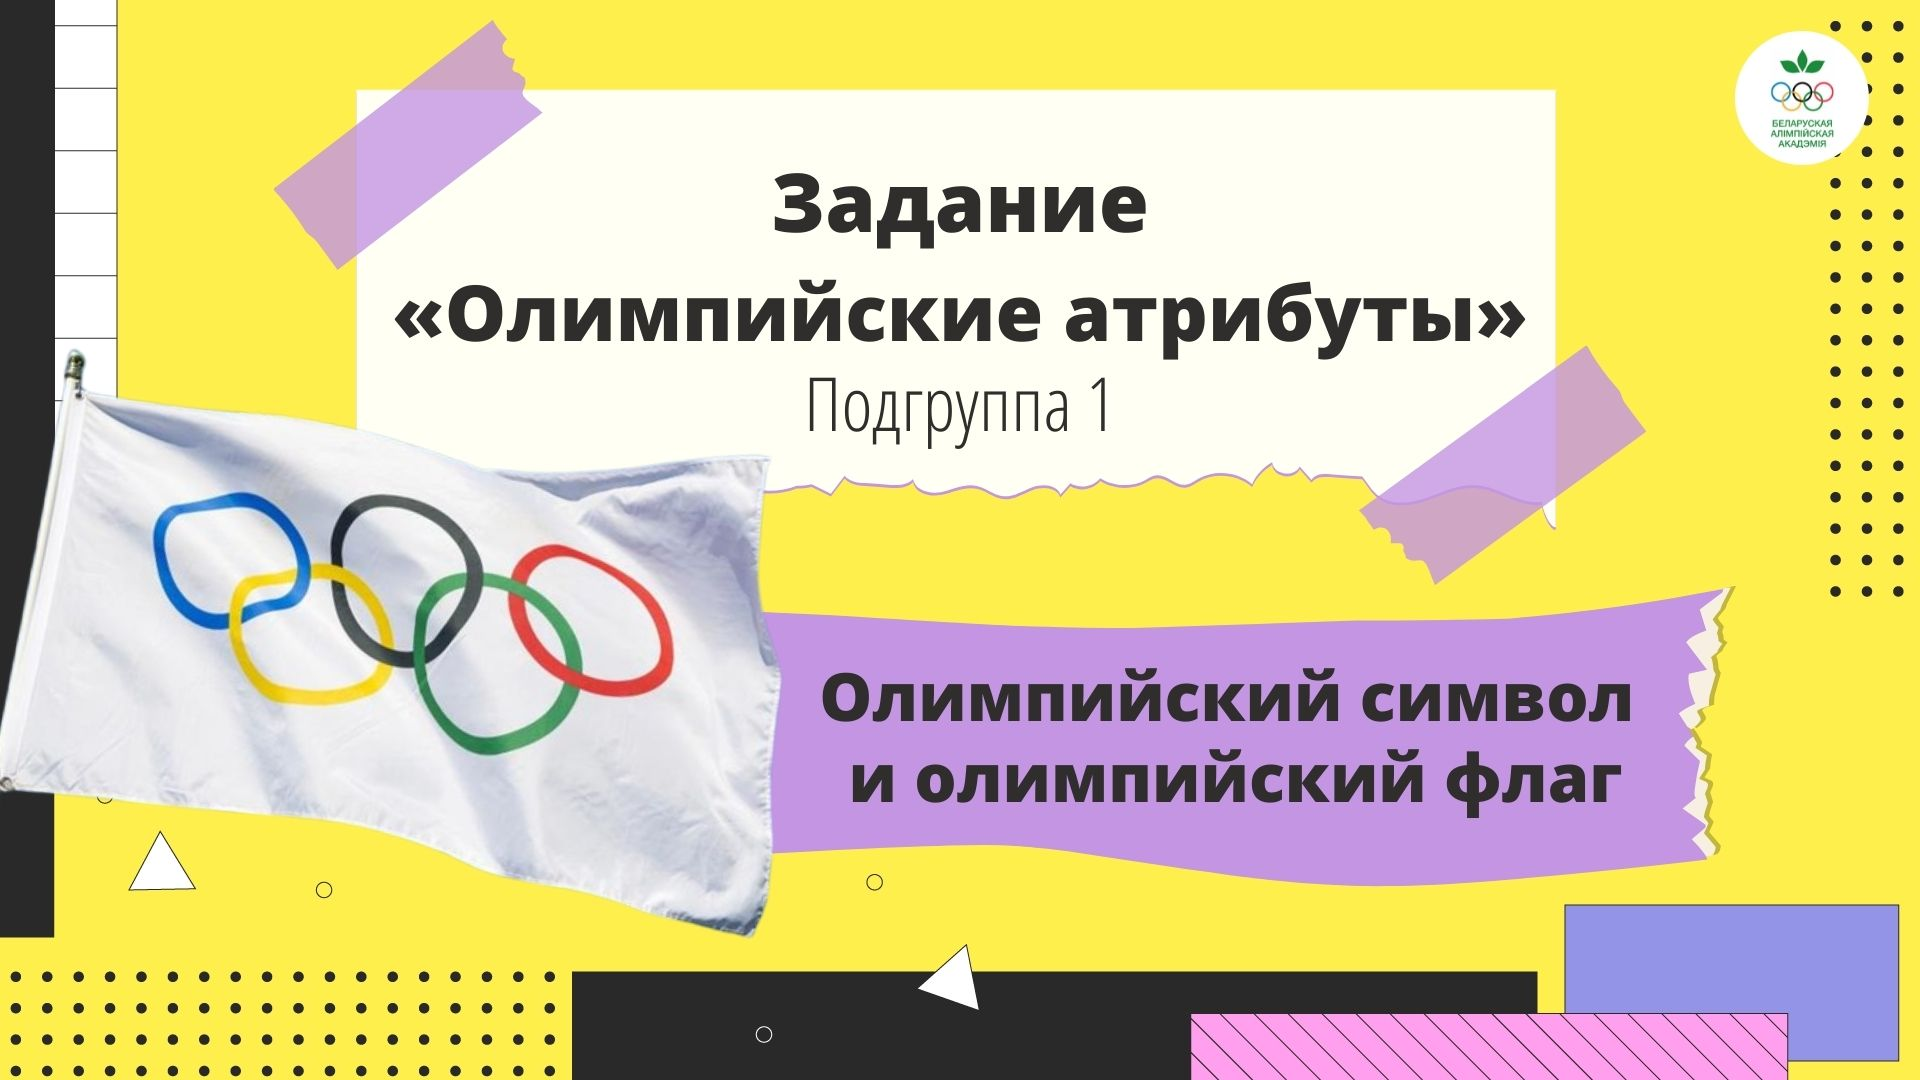 БЕЛАРУСКАЯ
АЛІМПІЙСКАЯ
АКАДЭМІЯ
Задание
«Олимпийские атрибуты»
Подгруппа 1
Олимпийский символ
и олимпийский флаг